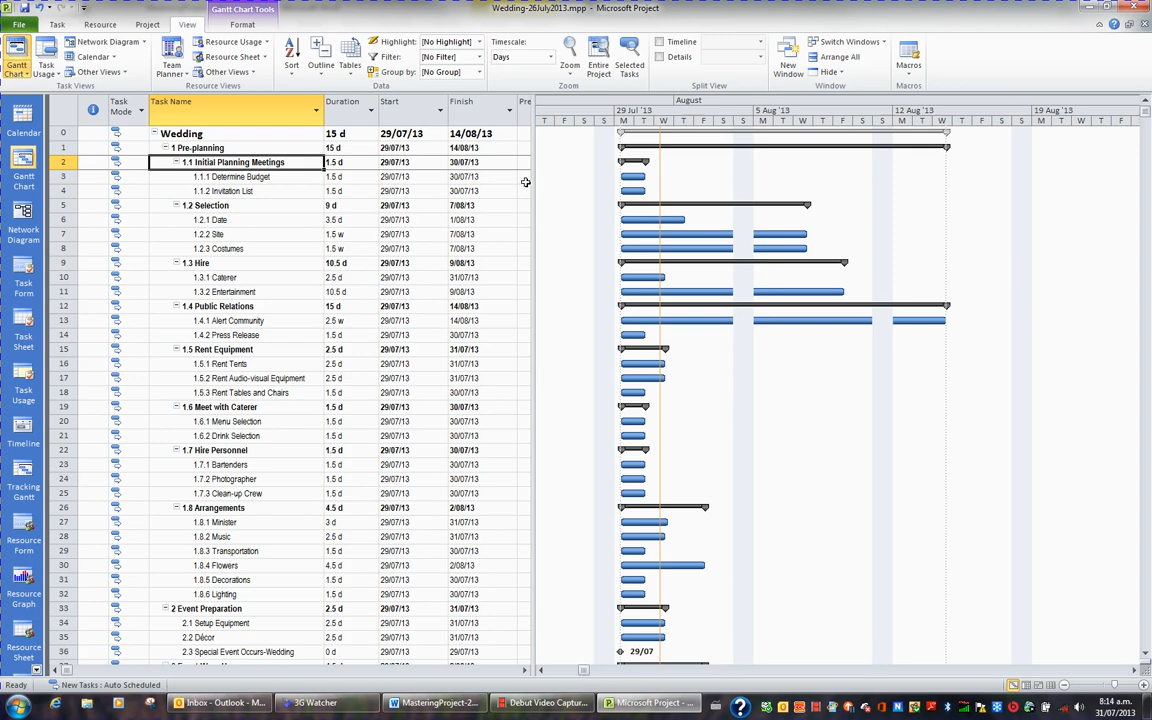 Wedding-26July2013.mpp - Microsoft Project
Gantt Chart Tools
File Task Resource Project View Format
Gantt Chart
Task Usage
Network Diagram
Calendar
Other Views
Task Views
Team Planner
Resource Usage
Resource Sheet
Other Views
Resource Views
Sort
Outline
Tables
Highlight: [No Highlight]
Filter: [No Filter]
Group by: [No Group]
Data
Timescale:
Days
Zoom
Entire Project
Selected Tasks
Zoom
Timeline
Details
Split View
New Window
Switch Windows
Arrange All
Hide
Window
Macros
Macros
Calendar
Gantt Chart
Network Diagram
Task Form
Task Sheet
Task Usage
Timeline
Tracking Gantt
Resource Form
Resource Graph
Resource Sheet
Task Mode Task Name Duration Start Finish Pre
August
29 Jul '13 5 Aug '13 12 Aug '13 19 Aug '13
T F S M T W T F S M T W T F S M T W T F
0 Wedding 15 d 29/07/13 14/08/13
1 1 Pre-planning 15 d 29/07/13 14/08/13
2 1.1 Initial Planning Meetings 1.5 d 29/07/13 30/07/13
3 1.1.1 Determine Budget 1.5 d 29/07/13 30/07/13
4 1.1.2 Invitation List 1.5 d 29/07/13 30/07/13
5 1.2 Selection 9 d 29/07/13 7/08/13
6 1.2.1 Date 3.5 d 29/07/13 1/08/13
7 1.2.2 Site 1.5 w 29/07/13 7/08/13
8 1.2.3 Costumes 1.5 w 29/07/13 7/08/13
9 1.3 Hire 10.5 d 29/07/13 9/08/13
10 1.3.1 Caterer 2.5 d 29/07/13 31/07/13
11 1.3.2 Entertainment 10.5 d 29/07/13 9/08/13
12 1.4 Public Relations 15 d 29/07/13 14/08/13
13 1.4.1 Alert Community 2.5 w 29/07/13 14/08/13
14 1.4.2 Press Release 1.5 d 29/07/13 30/07/13
15 1.5 Rent Equipment 2.5 d 29/07/13 31/07/13
16 1.5.1 Rent Tents 2.5 d 29/07/13 31/07/13
17 1.5.2 Rent Audio-visual Equipment 2.5 d 29/07/13 31/07/13
18 1.5.3 Rent Tables and Chairs 1.5 d 29/07/13 30/07/13
19 1.6 Meet with Caterer 1.5 d 29/07/13 30/07/13
20 1.6.1 Menu Selection 1.5 d 29/07/13 30/07/13
21 1.6.2 Drink Selection 1.5 d 29/07/13 30/07/13
22 1.7 Hire Personnel 1.5 d 29/07/13 30/07/13
23 1.7.1 Bartenders 1.5 d 29/07/13 30/07/13
24 1.7.2 Photographer 1.5 d 29/07/13 30/07/13
25 1.7.3 Clean-up Crew 1.5 d 29/07/13 30/07/13
26 1.8 Arrangements 4.5 d 29/07/13 2/08/13
27 1.8.1 Minister 3 d 29/07/13 31/07/13
28 1.8.2 Music 2.5 d 29/07/13 31/07/13
29 1.8.3 Transportation 1.5 d 29/07/13 30/07/13
30 1.8.4 Flowers 4.5 d 29/07/13 2/08/13
31 1.8.5 Decorations 1.5 d 29/07/13 30/07/13
32 1.8.6 Lighting 1.5 d 29/07/13 30/07/13
33 2 Event Preparation 2.5 d 29/07/13 31/07/13
34 2.1 Setup Equipment 2.5 d 29/07/13 31/07/13
35 2.2 Décor 2.5 d 29/07/13 31/07/13
36 2.3 Special Event Occurs-Wedding 0 d 29/07/13 29/07/13 29/07
Ready New Tasks : Auto Scheduled
Inbox - Outlook - M...
3G Watcher
MasteringProject-2...
Debut Video Captur...
Microsoft Project - ...
8:14 a.m.
31/07/2013